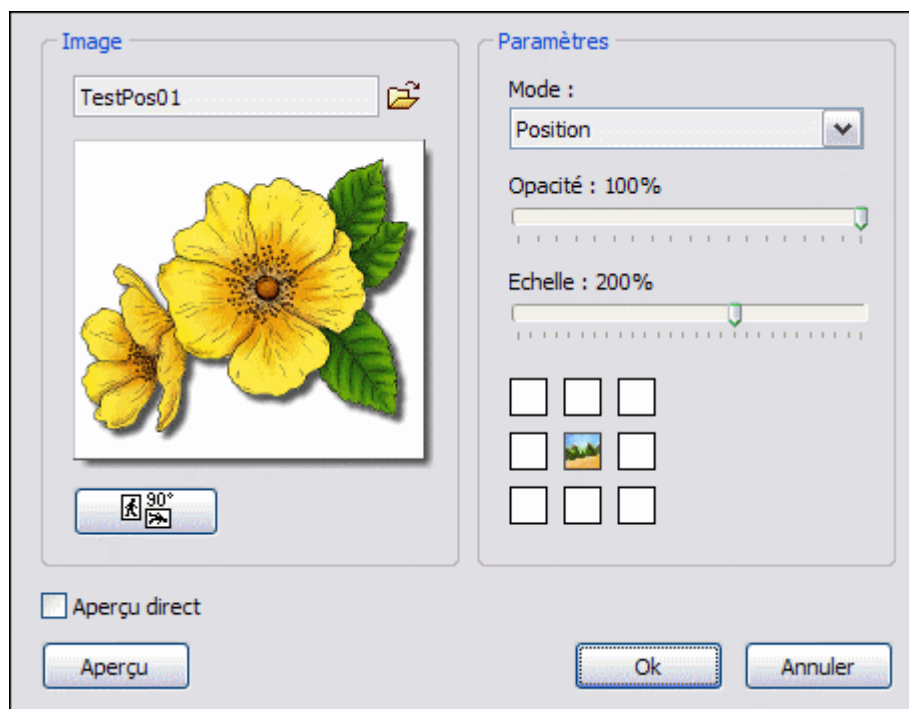 Image
TestPos01
90°
Paramètres
Mode :
Position
Opacité : 100%
Echelle : 200%
Aperçu direct
Aperçu
Ok
Annuler